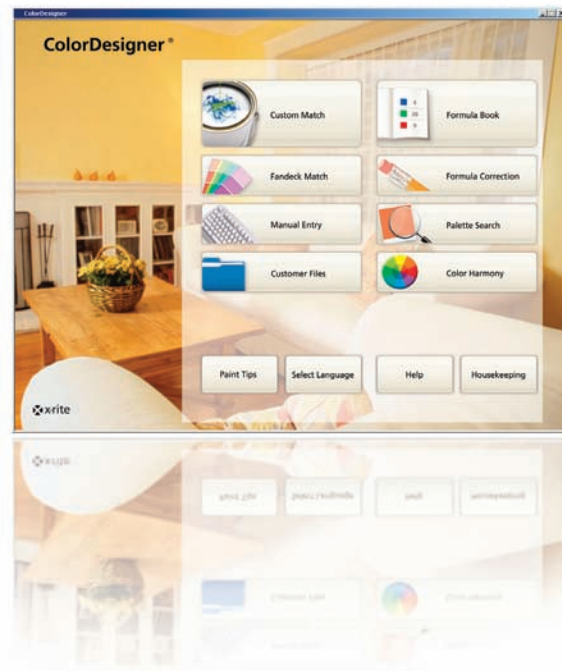 ColorDesigner
ColorDesigner®
Custom Match
Formula Book
Fandeck Match
Formula Correction
Manual Entry
Palette Search
Customer Files
Color Harmony
Paint Tips
Select Language
Help
Housekeeping
x·rite